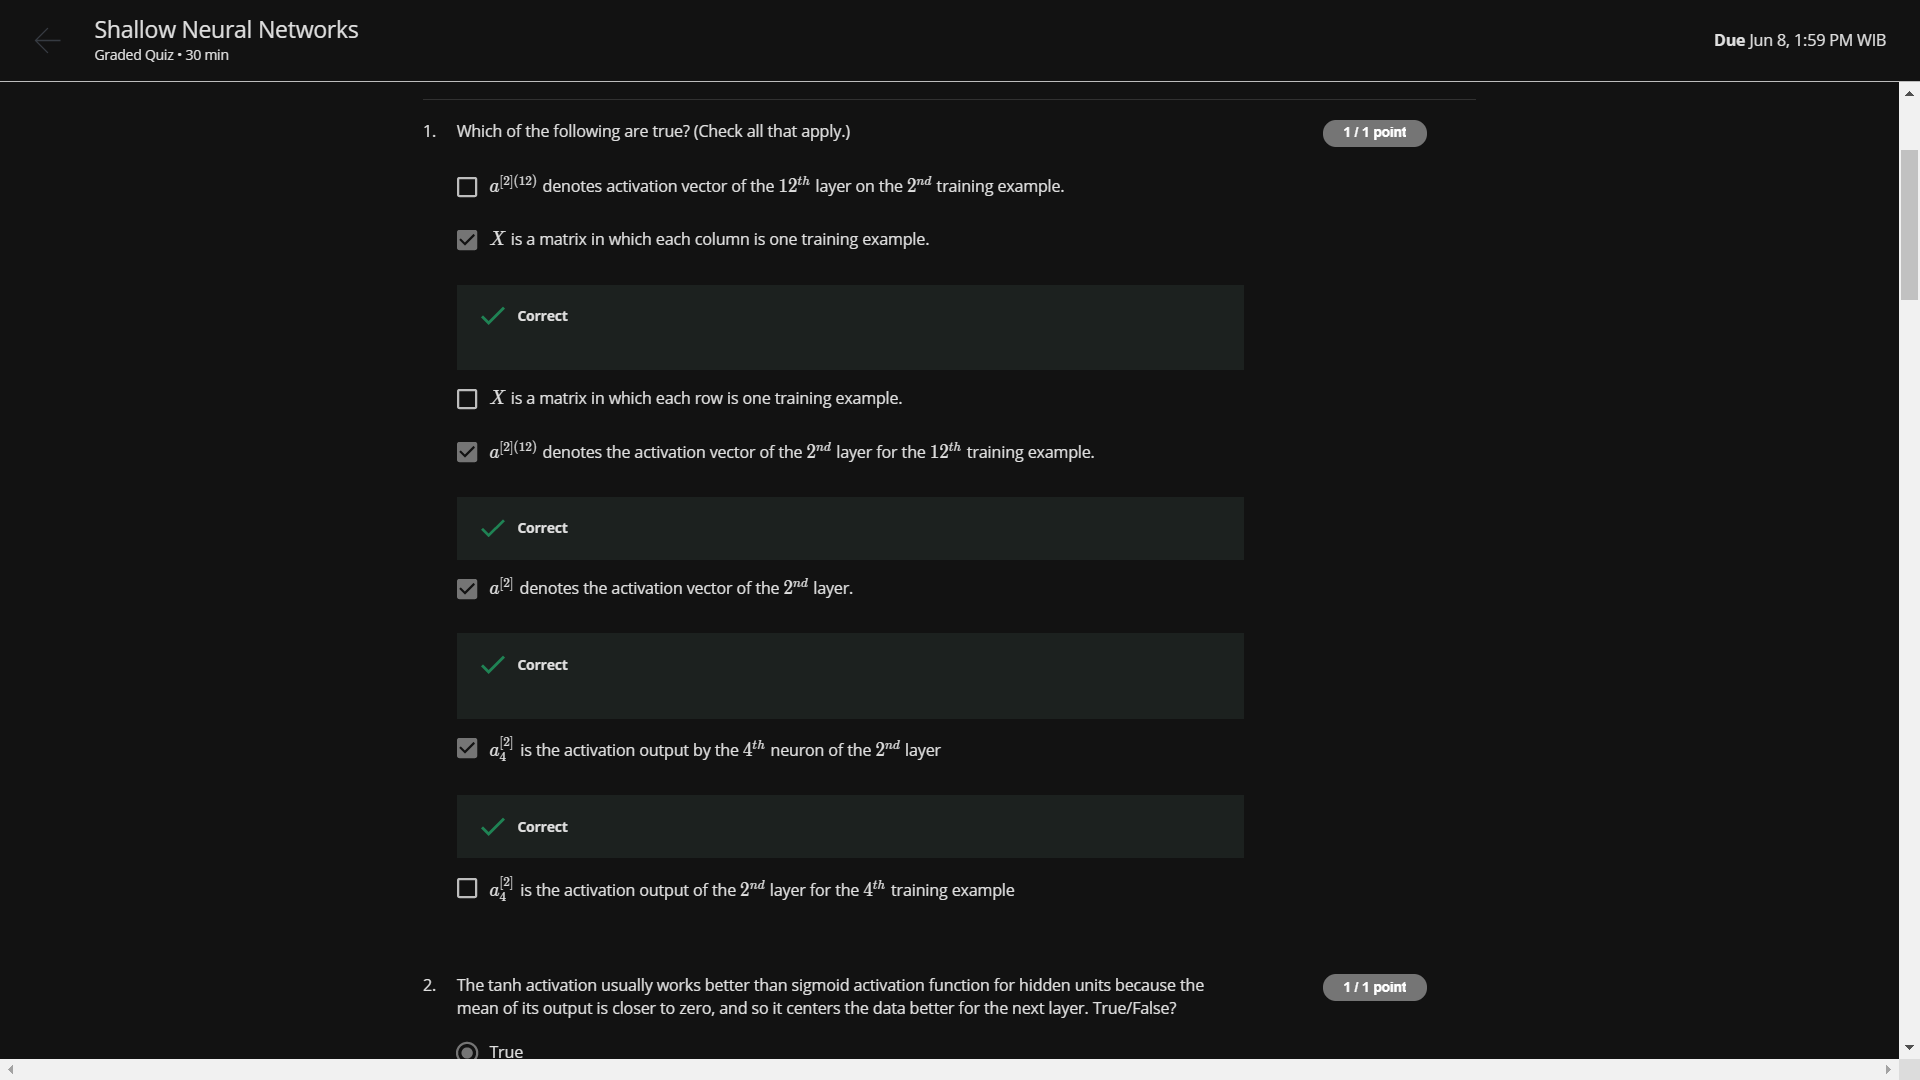 Shallow Neural Networks
Graded Quiz • 30 min
Due Jun 8, 1:59 PM WIB
1. Which of the following are true? (Check all that apply.)
1 / 1 point
a^{[2](12)} denotes activation vector of the 12^{th} layer on the 2^{nd} training example.
X is a matrix in which each column is one training example.
Correct
X is a matrix in which each row is one training example.
a^{[2](12)} denotes the activation vector of the 2^{nd} layer for the 12^{th} training example.
Correct
a^{[2]} denotes the activation vector of the 2^{nd} layer.
Correct
a_4^{[2]} is the activation output by the 4^{th} neuron of the 2^{nd} layer
Correct
a_4^{[2]} is the activation output of the 2^{nd} layer for the 4^{th} training example
2. The tanh activation usually works better than sigmoid activation function for hidden units because the
mean of its output is closer to zero, and so it centers the data better for the next layer. True/False?
1 / 1 point
True